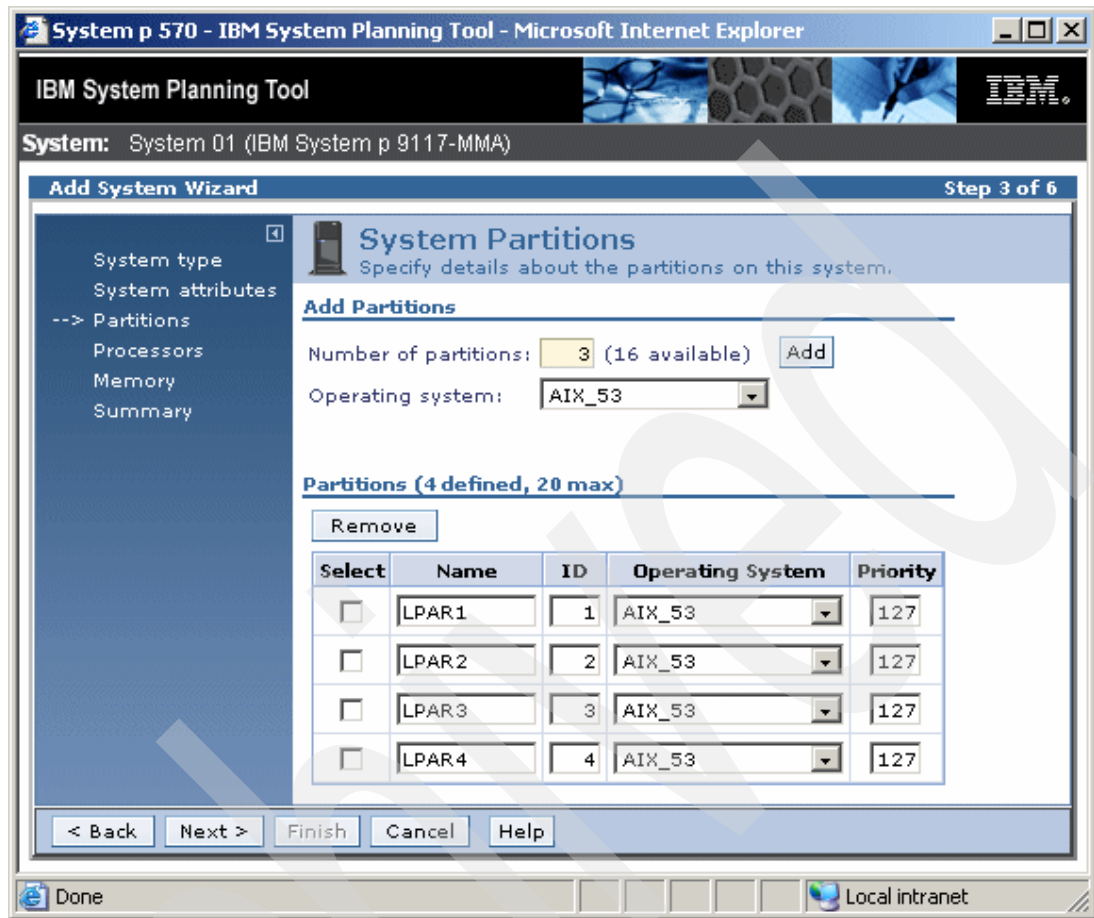 System p 570 - IBM System Planning Tool - Microsoft Internet Explorer
IBM System Planning Tool
IBM.
System: System 01 (IBM System p 9117-MMA)
Add System Wizard
Step 3 of 6
System type
System attributes
--> Partitions
Processors
Memory
Summary
System Partitions
Specify details about the partitions on this system.
Add Partitions
Number of partitions: 3 (16 available) Add
Operating system: AIX_53
Partitions (4 defined, 20 max)
Remove
Select Name ID Operating System Priority
LPAR1 1 AIX_53 127
LPAR2 2 AIX_53 127
LPAR3 3 AIX_53 127
LPAR4 4 AIX_53 127
< Back Next > Finish Cancel Help
Done
Local intranet